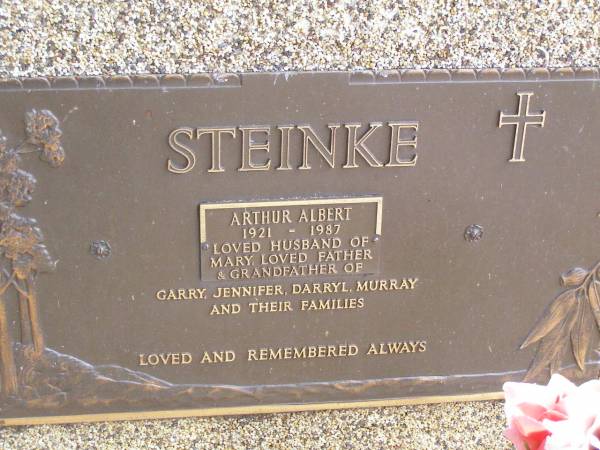 STEINKE
ARTHUR ALBERT
1921 - 1987
LOVED HUSBAND OF
MARY, LOVED FATHER
& GRANDFATHER OF
GARRY, JENNIFER, DARRYL, MURRAY
AND THEIR FAMILIES
LOVED AND REMEMBERED ALWAYS